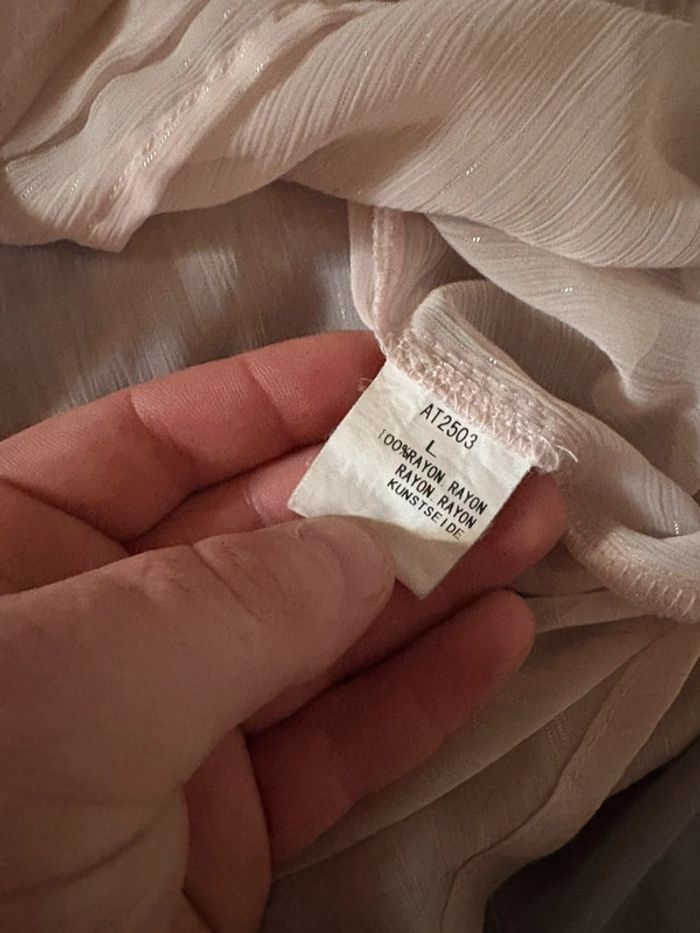 AT2503
L
100%RAYON RAYON
RAYON RAYON
KUNSTSEIDE